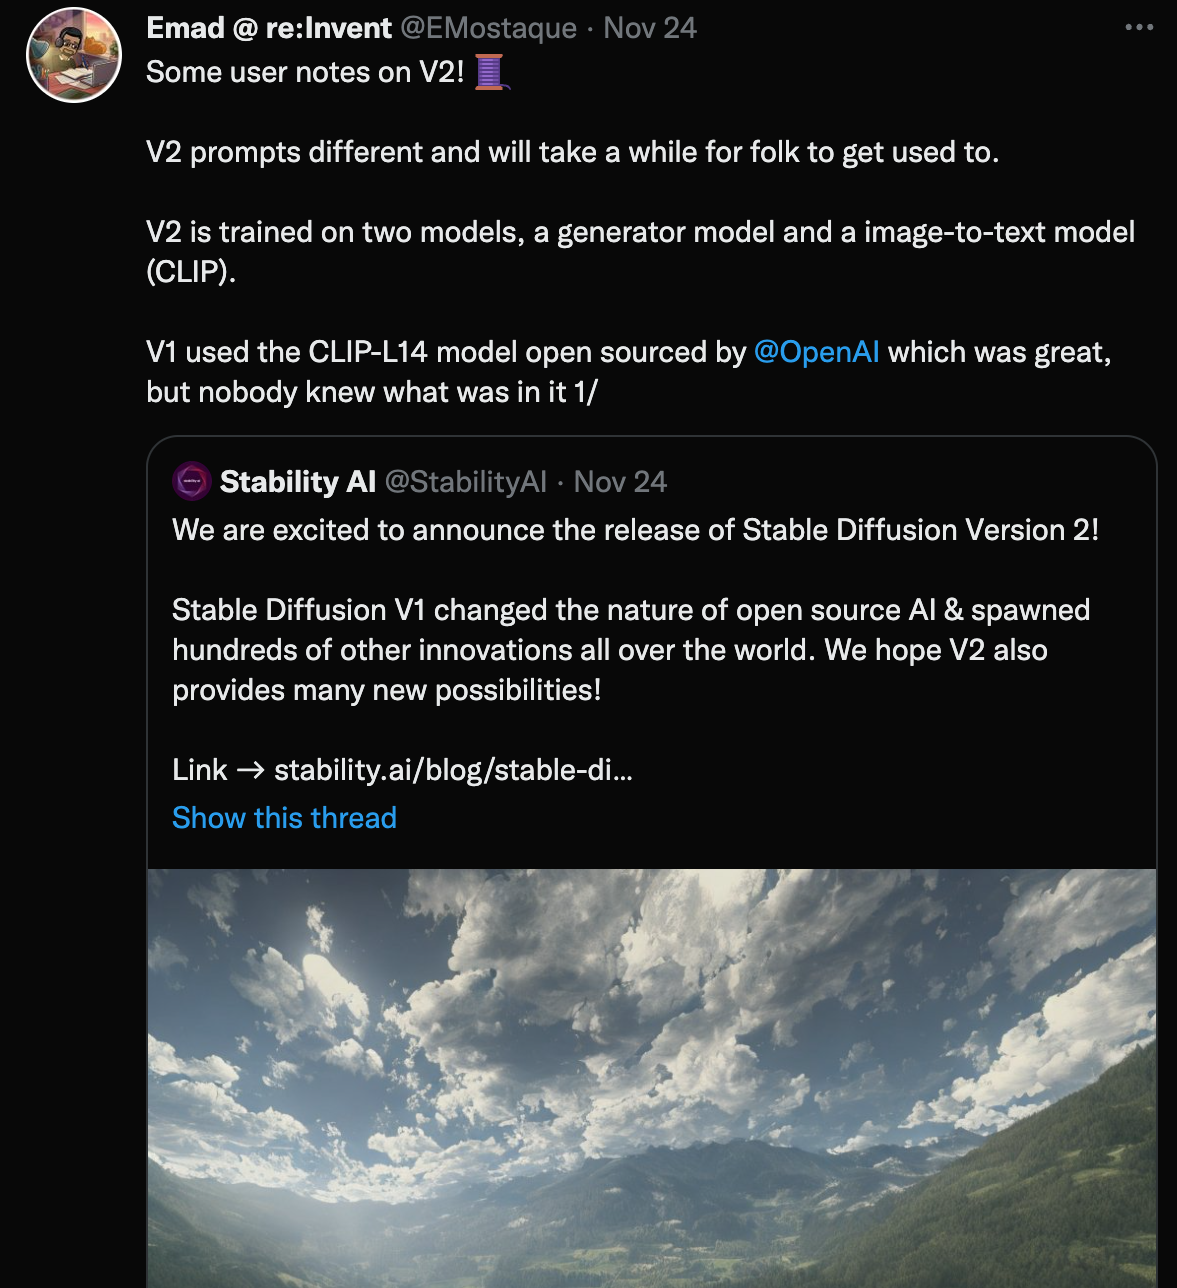 Emad @ re:Invent @EMostaque · Nov 24
Some user notes on V2! 🧵
V2 prompts different and will take a while for folk to get used to.
V2 is trained on two models, a generator model and a image-to-text model
(CLIP).
V1 used the CLIP-L14 model open sourced by @OpenAI which was great,
but nobody knew what was in it 1/
Stability AI @StabilityAI · Nov 24
We are excited to announce the release of Stable Diffusion Version 2!
Stable Diffusion V1 changed the nature of open source AI & spawned
hundreds of other innovations all over the world. We hope V2 also
provides many new possibilities!
Link → stability.ai/blog/stable-di…
Show this thread